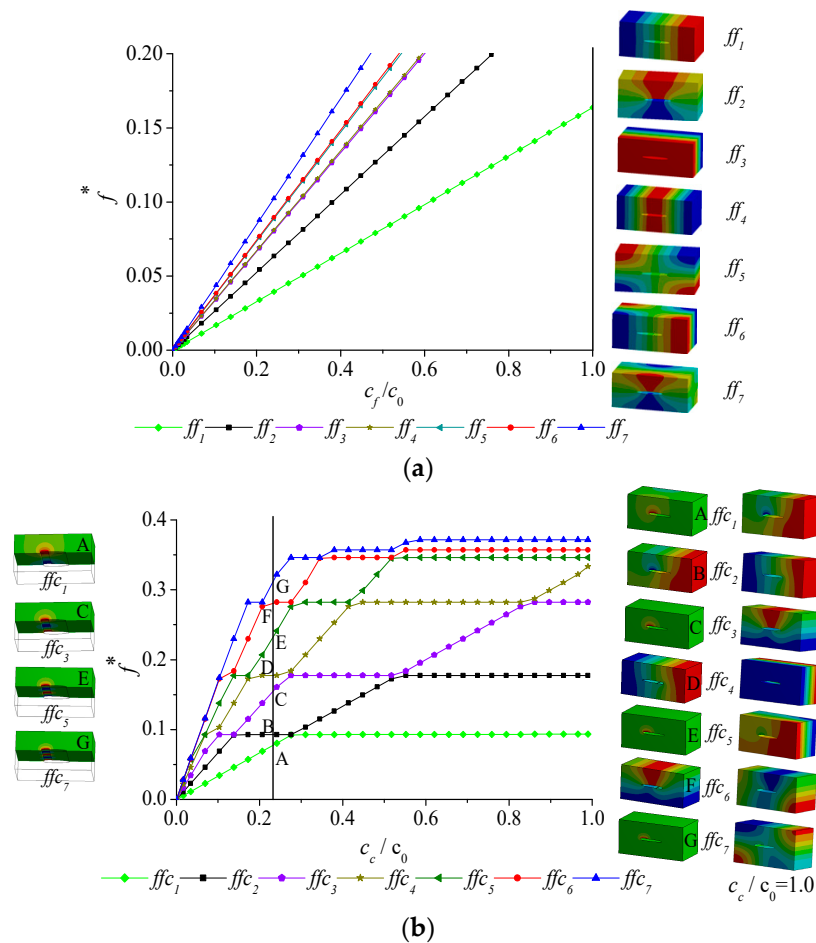 0.20
0.15
0.10
0.05
0.00
f*
0.0 0.2 0.4 0.6 0.8 1.0
c_f/c_0
ff_1 ff_2 ff_3 ff_4 ff_5 ff_6 ff_7
ff_1
ff_2
ff_3
ff_4
ff_5
ff_6
ff_7
(a)
A
ffc_1
C
ffc_3
E
ffc_5
G
ffc_7
0.4
0.3
0.2
0.1
0.0
f*
G
F
E
D
C
B
A
0.0 0.2 0.4 0.6 0.8 1.0
c_c / c_0
ffc_1 ffc_2 ffc_3 ffc_4 ffc_5 ffc_6 ffc_7
A ffc_1
B ffc_2
C ffc_3
D ffc_4
E ffc_5
F ffc_6
G ffc_7
c_c / c_0=1.0
(b)